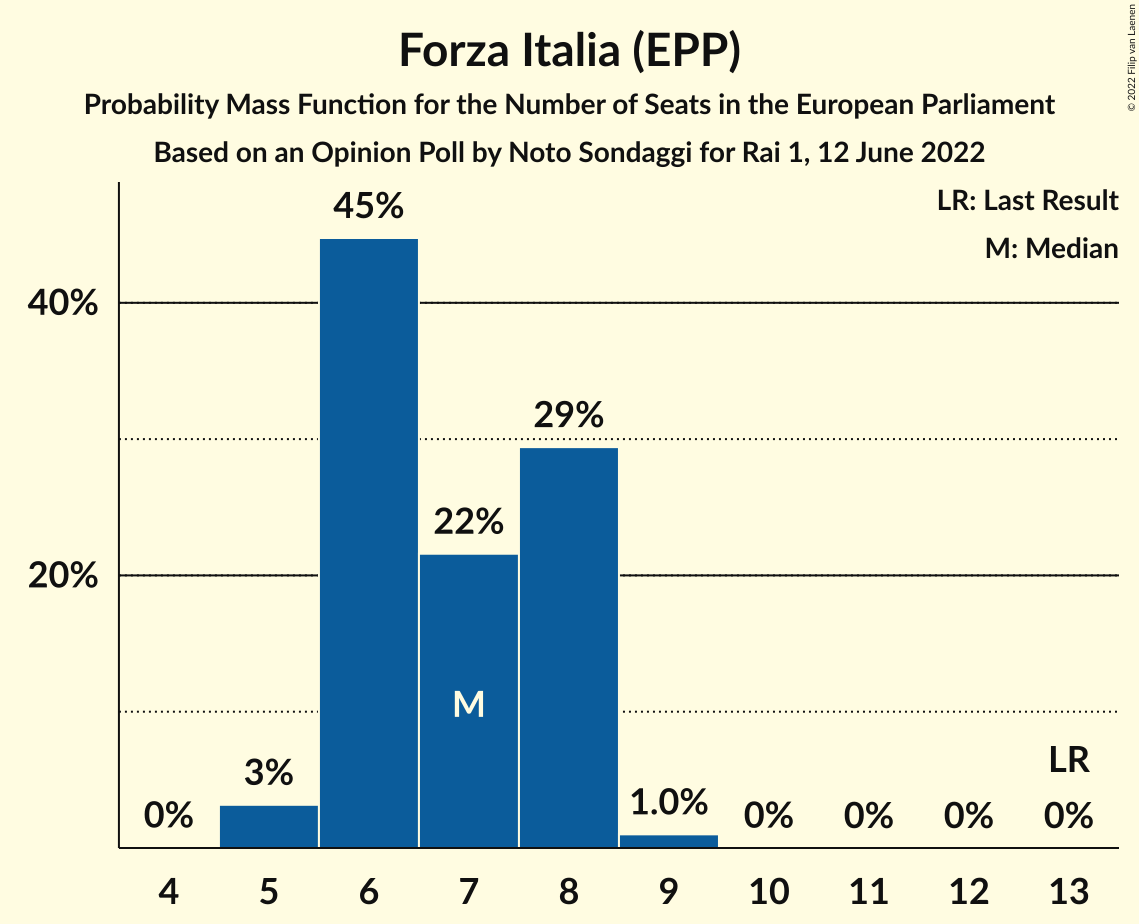 Forza Italia (EPP)
Probability Mass Function for the Number of Seats in the European Parliament
Based on an Opinion Poll by Noto Sondaggi for Rai 1, 12 June 2022
© 2022 Filip van Laenen
LR: Last Result
M: Median
40%
20%
0%
3%
45%
22%
29%
1.0%
0%
0%
0%
0%
M
LR
4 5 6 7 8 9 10 11 12 13